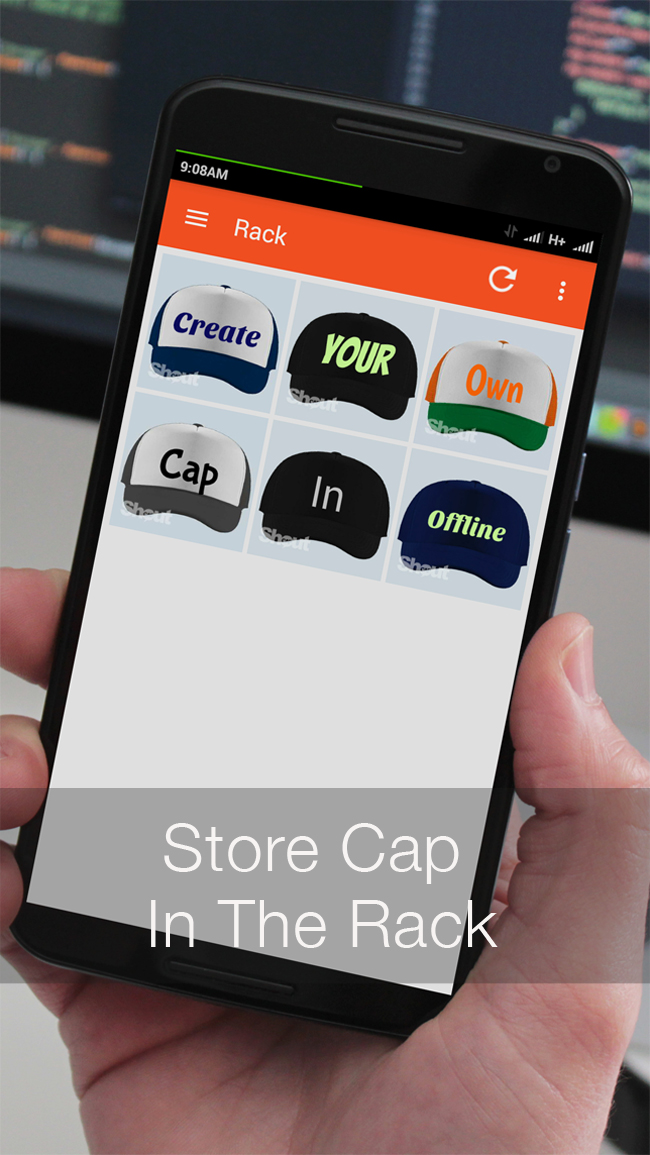 9:08AM
H+
Rack
Create
YOUR
Own
Shout
Shout
Shout
Cap
In
Offline
Shout
Shout
Shout
Store Cap
In The Rack